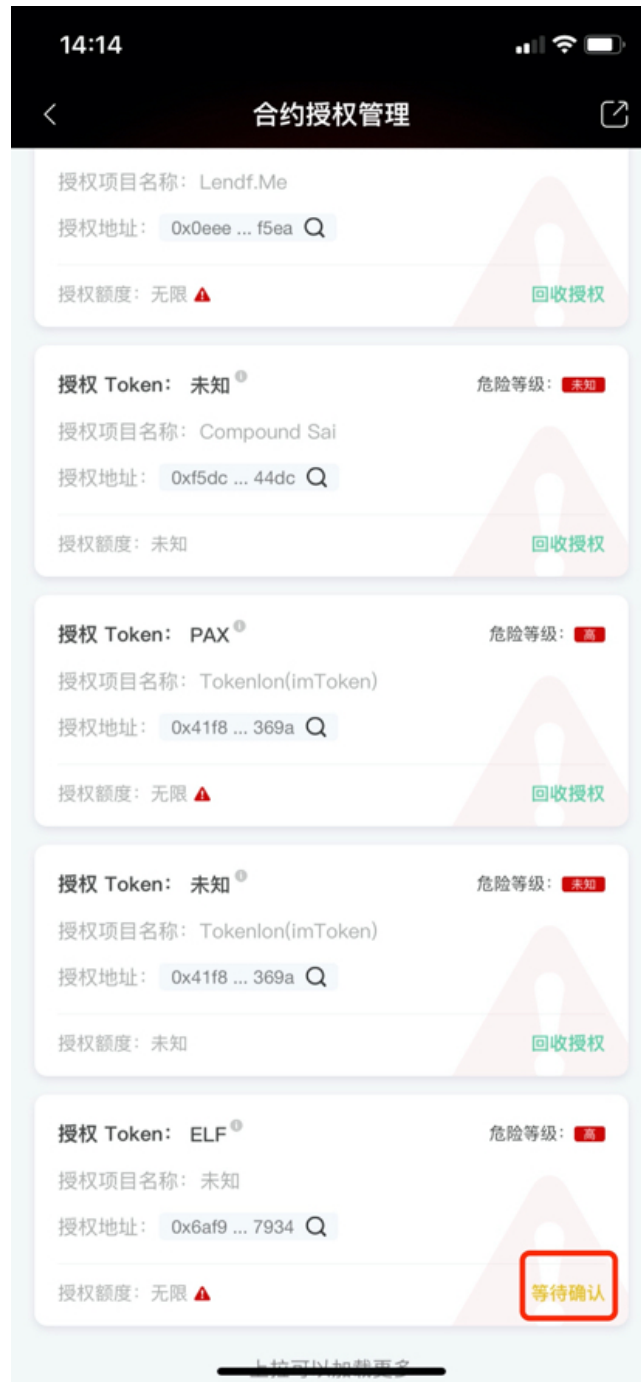 14:14
合约授权管理
授权项目名称：Lendf.Me
授权地址： 0x0eee ... f5ea
授权额度：无限 回收授权
授权 Token： 未知 危险等级： 未知
授权项目名称：Compound Sai
授权地址： 0xf5dc ... 44dc
授权额度：未知 回收授权
授权 Token： PAX 危险等级： 高
授权项目名称：Tokenlon(imToken)
授权地址： 0x41f8 ... 369a
授权额度：无限 回收授权
授权 Token： 未知 危险等级： 未知
授权项目名称：Tokenlon(imToken)
授权地址： 0x41f8 ... 369a
授权额度：未知 回收授权
授权 Token： ELF 危险等级： 高
授权项目名称：未知
授权地址： 0x6af9 ... 7934
授权额度：无限 等待确认
上拉可以加载更多